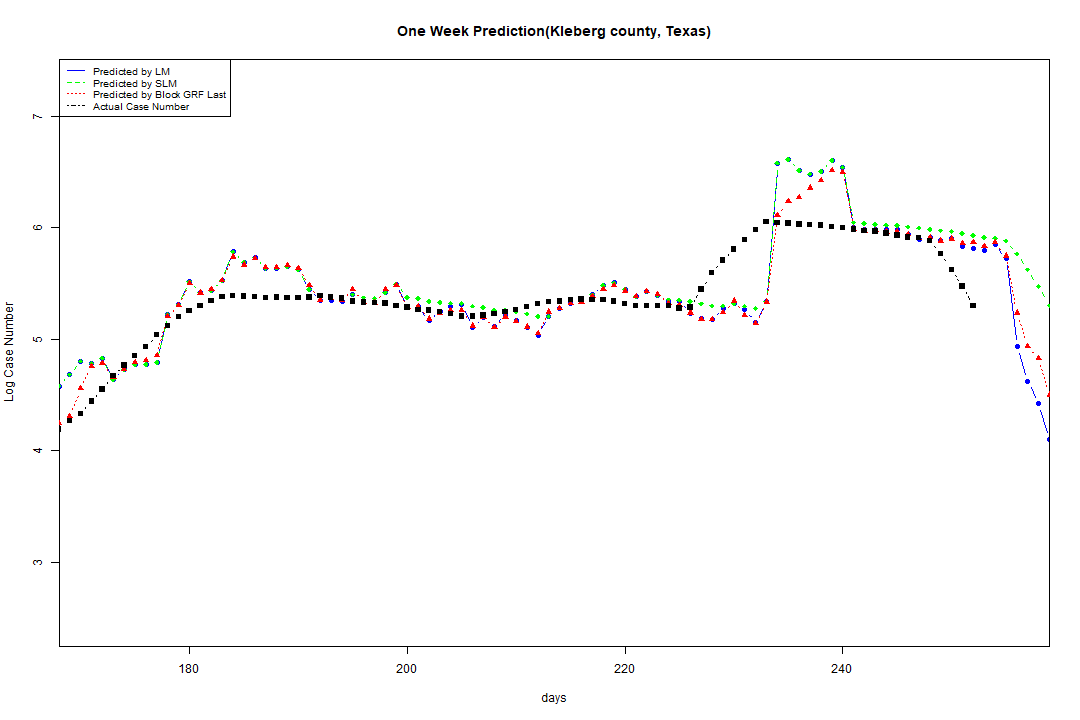 One Week Prediction(Kleberg county, Texas)
Predicted by LM
Predicted by SLM
Predicted by Block GRF Last
Actual Case Number
7
6
5
4
3
Log Case Number
180
200
220
240
days